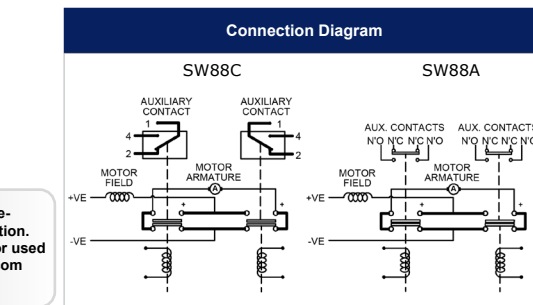 Connection Diagram
SW88C
SW88A
AUXILIARY
CONTACT
AUXILIARY
CONTACT
1
4
2
1
4
2
AUX. CONTACTS
N'O N'C N'C N'O
AUX. CONTACTS
N'O N'C N'C N'O
MOTOR
FIELD
MOTOR
ARMATURE
A
+VE
+
+
-VE
MOTOR
FIELD
MOTOR
ARMATURE
A
+VE
+
+
-VE
e-
tion.
or used
om